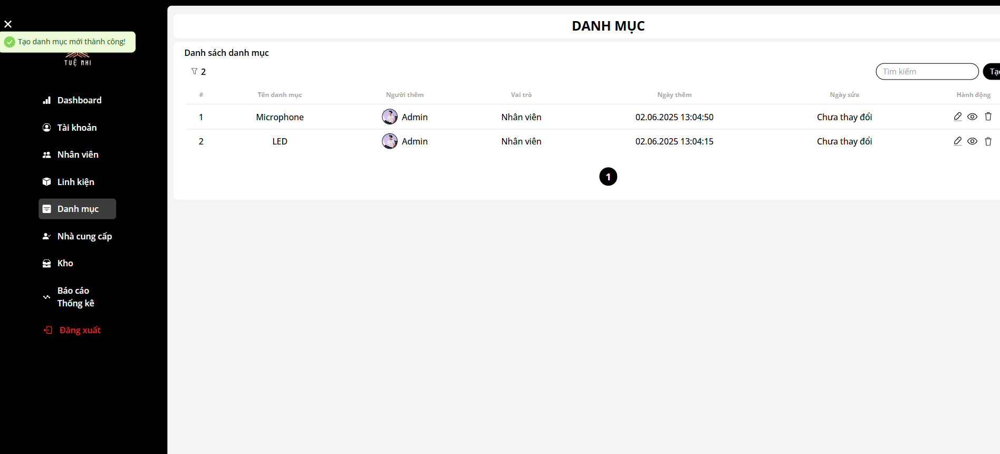 Tạo danh mục mới thành công!
TUỆ NHI
Dashboard
Tài khoản
Nhân viên
Linh kiện
Danh mục
Nhà cung cấp
Kho
Báo cáo
Thống kê
Đăng xuất
DANH MỤC
Danh sách danh mục
2
Tìm kiếm
# Tên danh mục Người thêm Vai trò Ngày thêm Ngày sửa Hành động
1 Microphone Admin Nhân viên 02.06.2025 13:04:50 Chưa thay đổi
2 LED Admin Nhân viên 02.06.2025 13:04:15 Chưa thay đổi
1